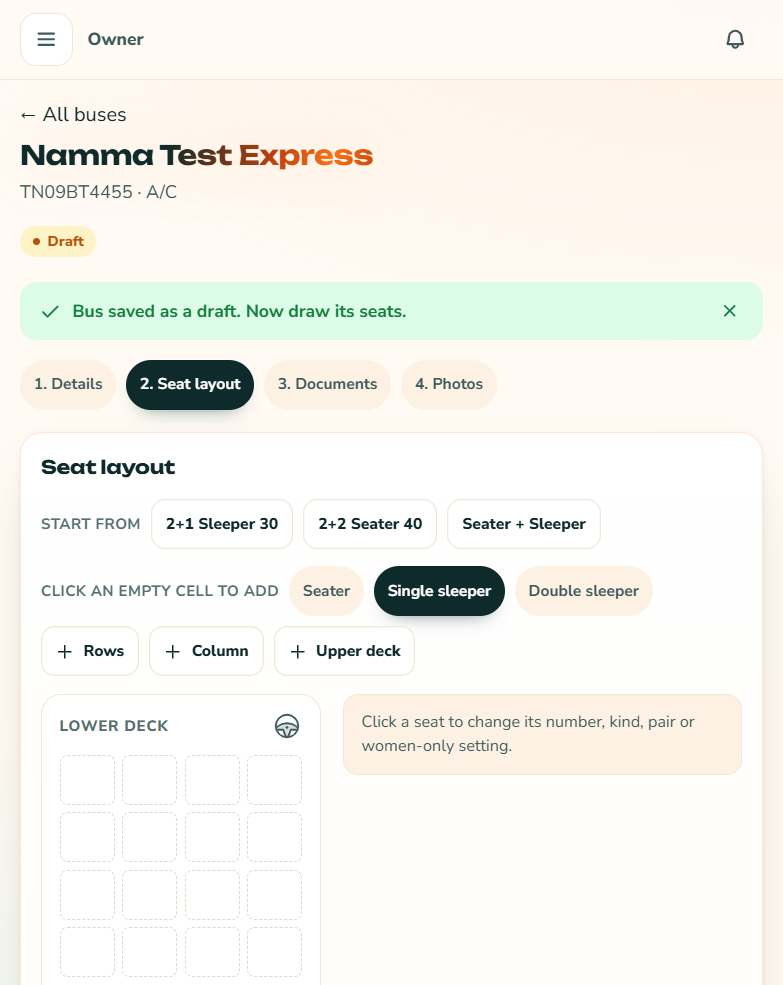 Owner
← All buses
Namma Test Express
TN09BT4455 · A/C
Draft
Bus saved as a draft. Now draw its seats.
1. Details
2. Seat layout
3. Documents
4. Photos
Seat layout
START FROM
2+1 Sleeper 30
2+2 Seater 40
Seater + Sleeper
CLICK AN EMPTY CELL TO ADD
Seater
Single sleeper
Double sleeper
+ Rows
+ Column
+ Upper deck
LOWER DECK
Click a seat to change its number, kind, pair or
women-only setting.